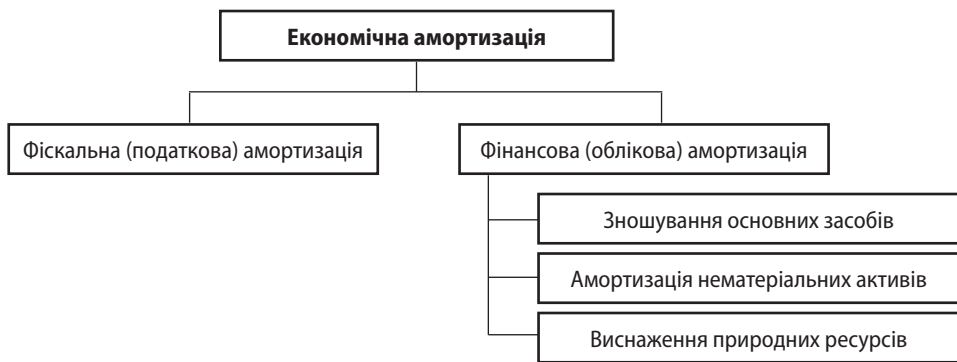 Економічна амортизація
Фіскальна (податкова) амортизація
Фінансова (облікова) амортизація
Зношування основних засобів
Амортизація нематеріальних активів
Виснаження природних ресурсів